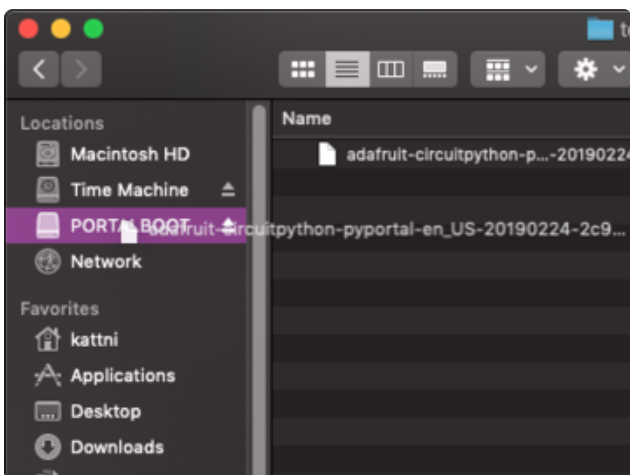 Locations
Name
Macintosh HD
adafruit-circuitpython-p...-20190224
Time Machine
PORTALBOOT
adafruit-circuitpython-pyportal-en_US-20190224-2c9...
Network
Favorites
kattni
Applications
Desktop
Downloads